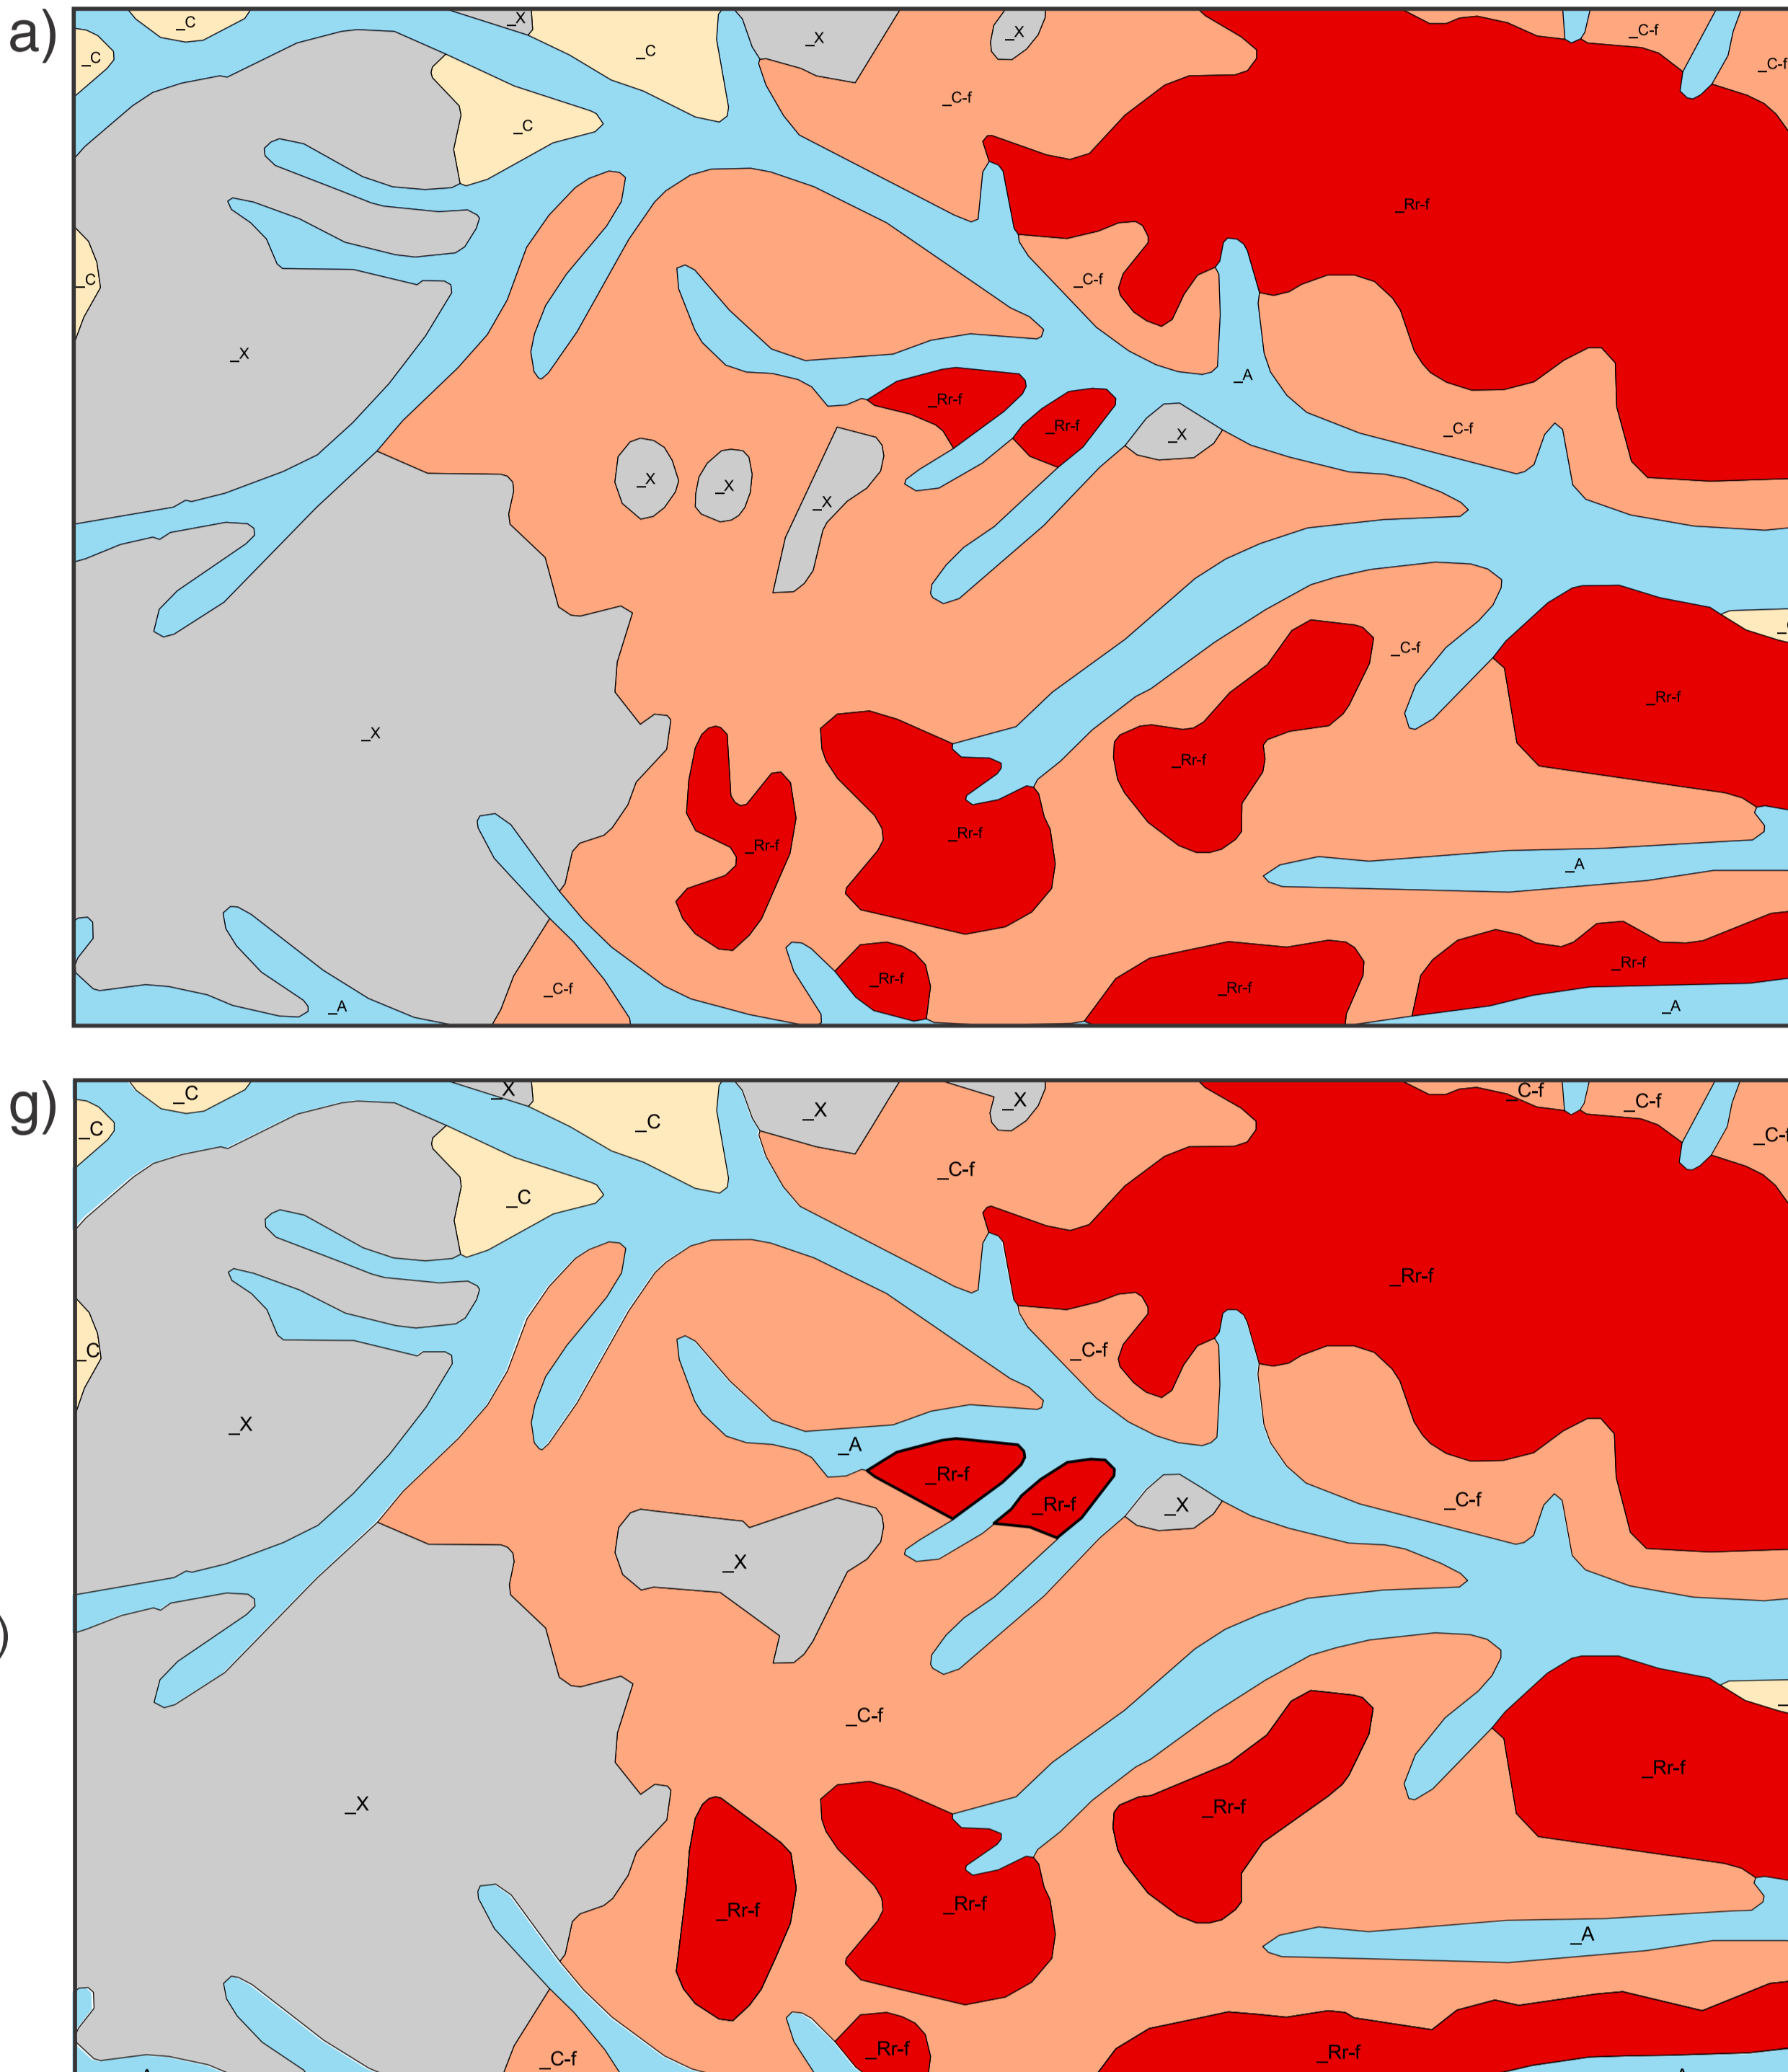 a)
_C
_X
_C
_X
_X
_C-f
_C
_C-f
_C-f
_C
_Rr-f
_C
_C-f
_X
_A
_Rr-f
_Rr-f
_X
_C-f
_X
_X
_X
_C-f
_Rr-f
_X
_Rr-f
_Rr-f
_Rr-f
_A
_Rr-f
_Rr-f
_C-f
_Rr-f
_A
_A
g)
_C
_X
_C
_X
_X
_C-f
_C-f
_C
_C-f
_C-f
_C
_Rr-f
_C
_C-f
_X
_A
_Rr-f
_Rr-f
_X
_C-f
_X
)
_C-f
_Rr-f
_X
_Rr-f
_Rr-f
_Rr-f
_A
_C-f
_Rr-f
_Rr-f